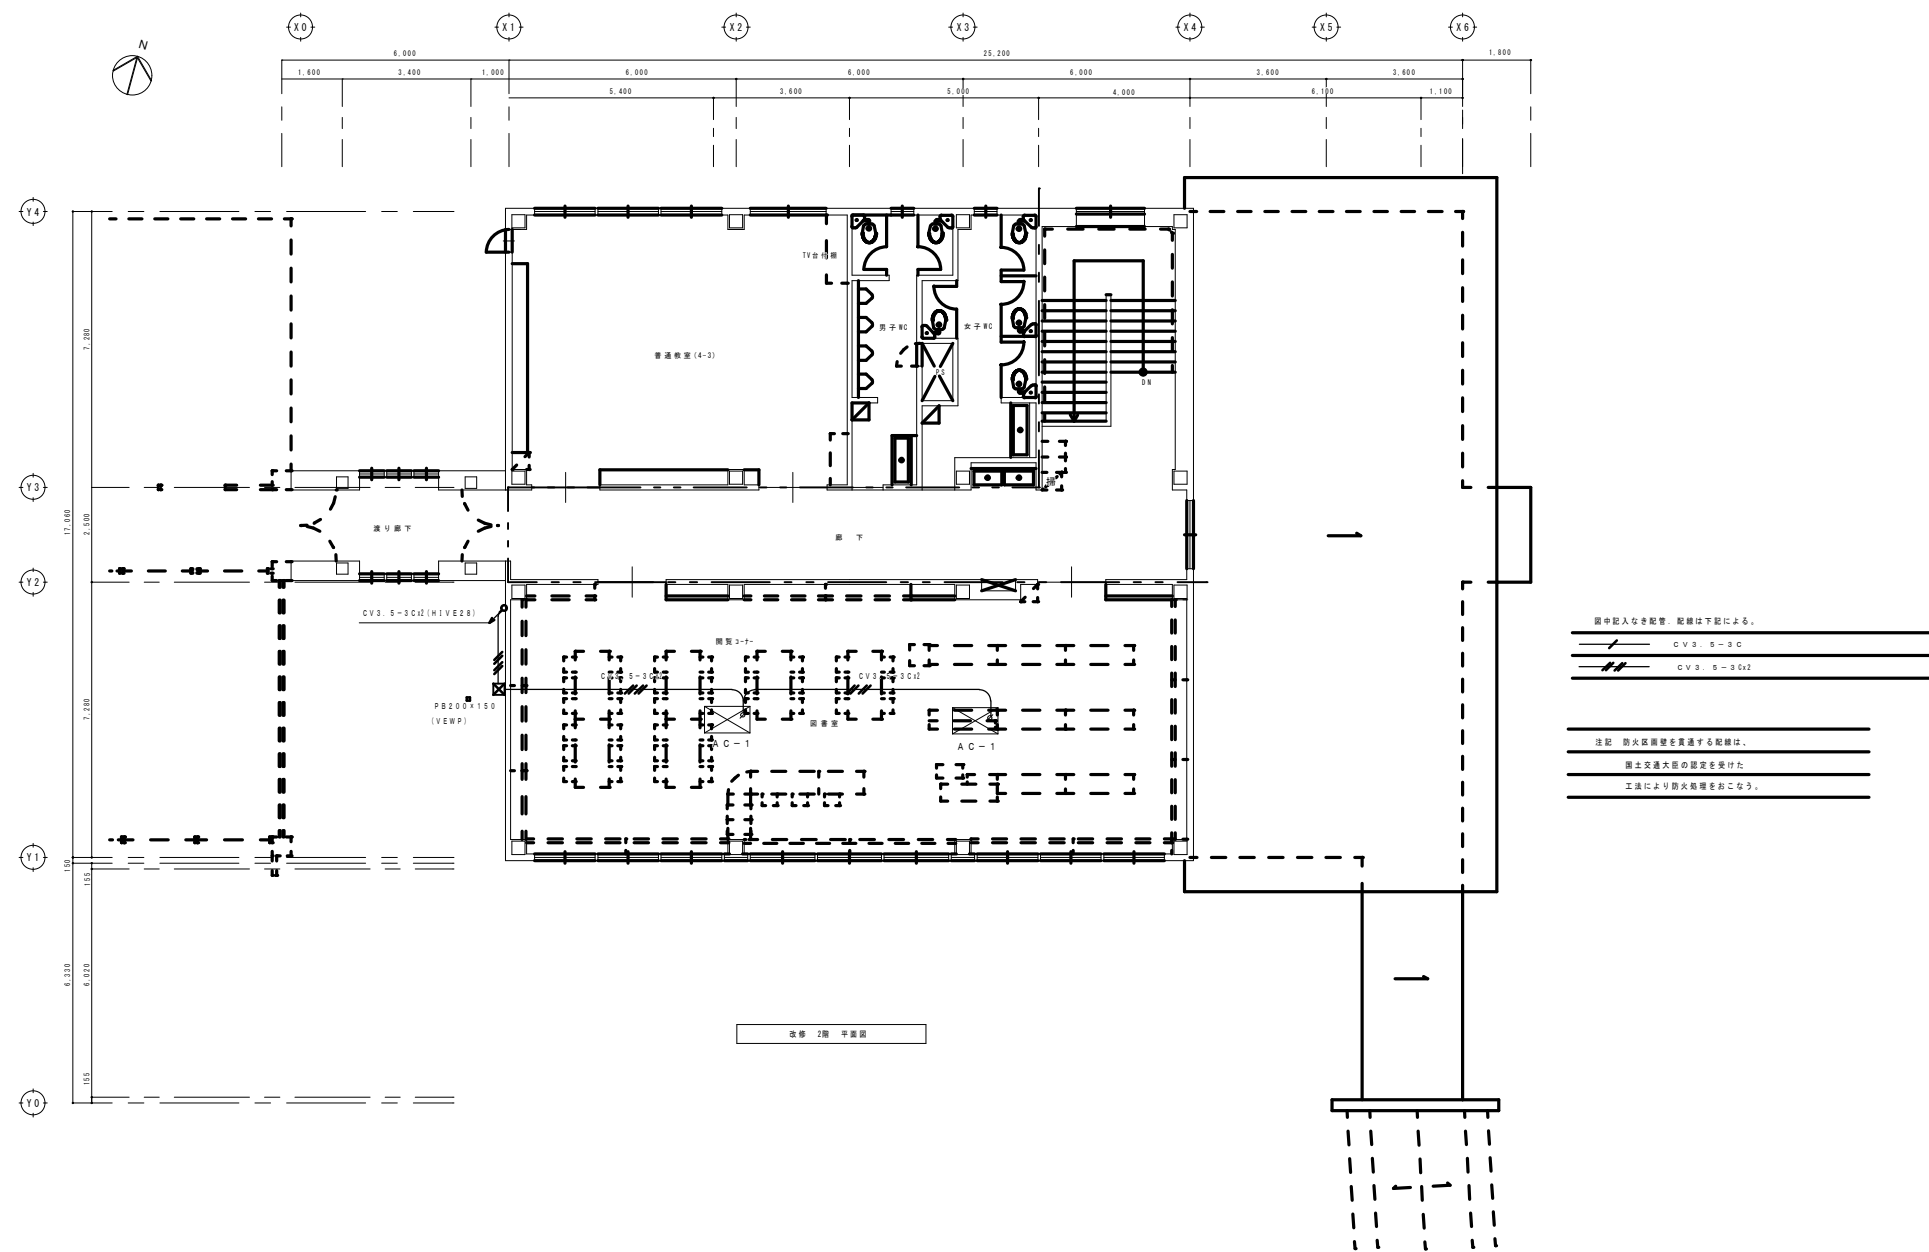 X0 X1 X2 X3 X4 X5 X6
N
6,000 25,200 1,800
1,600 3,400 1,000 6,000 6,000 6,000 3,600 3,600
5,400 3,600 5,000 4,000 6,100 1,100
Y4
TV台付棚
7,280
男子WC
女子WC
普通教室(4-3)
PS
DN
Y3
掃
17,060
2,500
渡り廊下
廊 下
Y2
CV3.5-3Cx2(HIVE28)
図中記入なき配管.配線は下記による。
閲覧コーナー
CV3.5-3C
CV3.5-3Cx2
CV3.5-3Cx2
CV3.5-3Cx2
7,280
PB200×150
(VEWP)
図書室
AC-1
AC-1
注記 防火区画壁を貫通する配線は、
国土交通大臣の認定を受けた
工法により防火処理をおこなう。
Y1
150
155
6,330
6,020
改修 2階 平面図
155
Y0